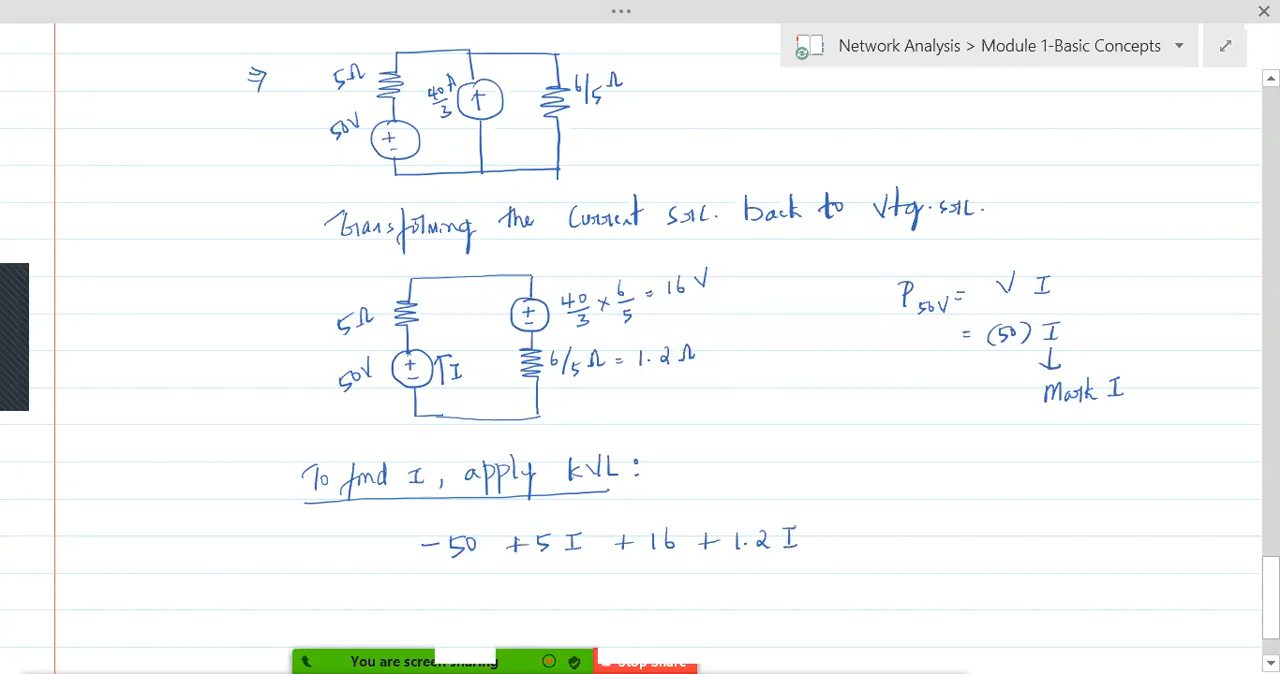 Network Analysis > Module 1-Basic Concepts
⇒ 5Ω 50V + - 40/3 A ↑ 6/5 Ω
Transforming the current src. back to Vtg. src.
5Ω 50V + - ↑I + - 40/3 × 6/5 = 16 V
6/5 Ω = 1.2 Ω
P50V = V I
= (50) I
↓
Mark I
To find I, apply KVL:
-50 + 5 I + 16 + 1.2 I
You are screen sharing
Stop Share